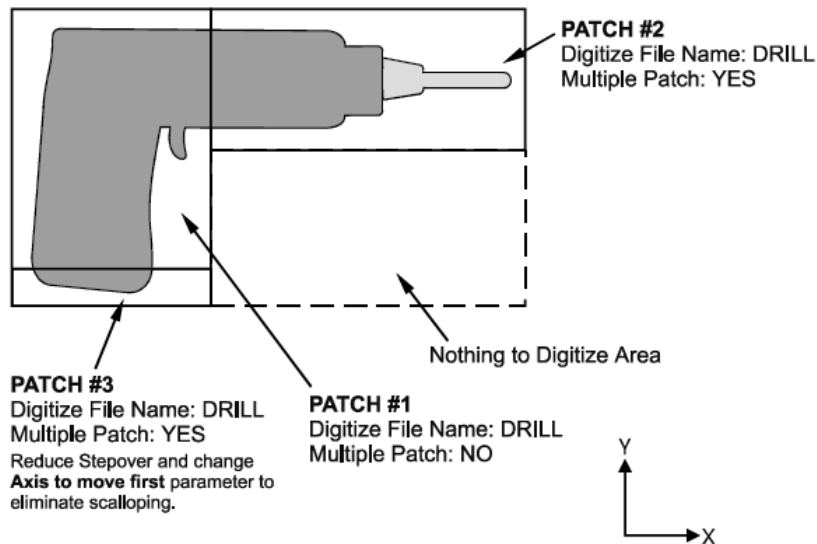 PATCH #2
Digitize File Name: DRILL
Multiple Patch: YES
Nothing to Digitize Area
PATCH #3
Digitize File Name: DRILL
Multiple Patch: YES
Reduce Stepover and change
Axis to move first parameter to
eliminate scalloping.
PATCH #1
Digitize File Name: DRILL
Multiple Patch: NO
Y
X